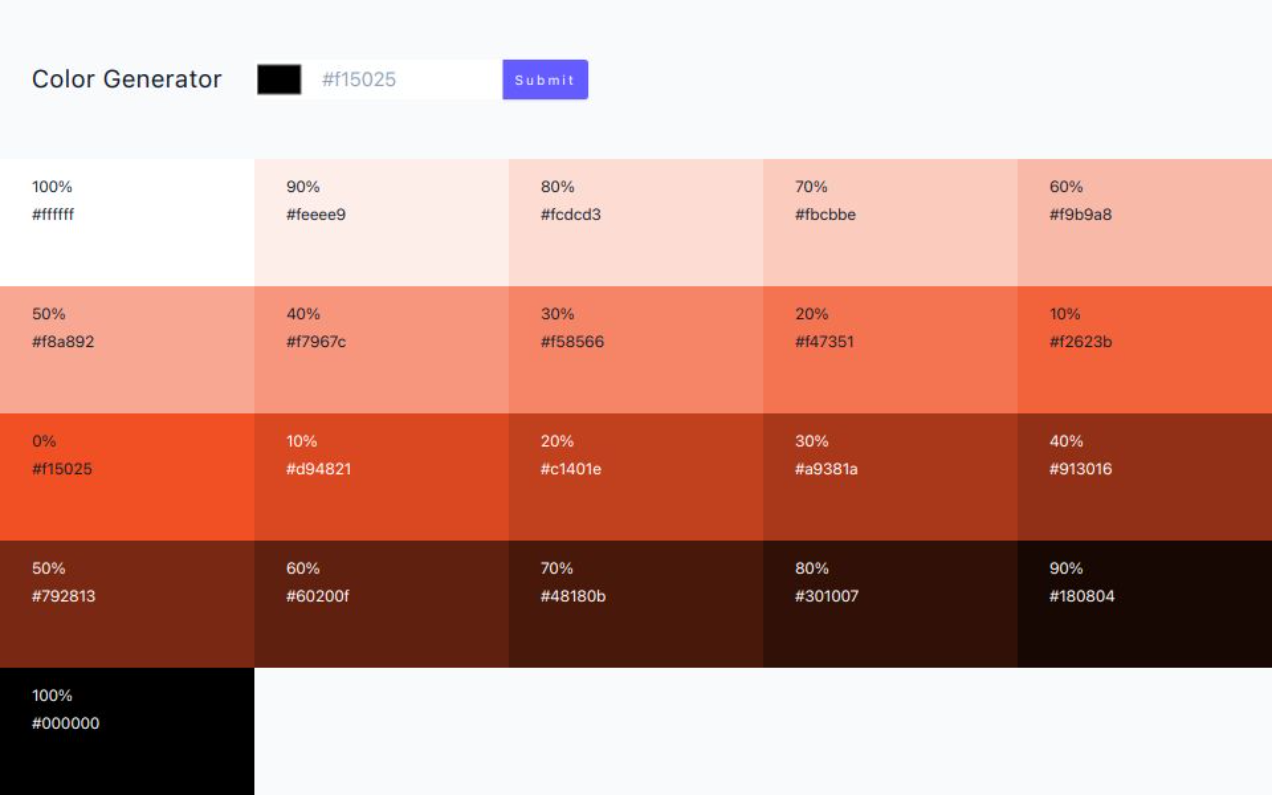 Color Generator
#f15025
Submit
100%
#ffffff
90%
#feeee9
80%
#fcdcd3
70%
#fbcbbe
60%
#f9b9a8
50%
#f8a892
40%
#f7967c
30%
#f58566
20%
#f47351
10%
#f2623b
0%
#f15025
10%
#d94821
20%
#c1401e
30%
#a9381a
40%
#913016
50%
#792813
60%
#60200f
70%
#48180b
80%
#301007
90%
#180804
100%
#000000